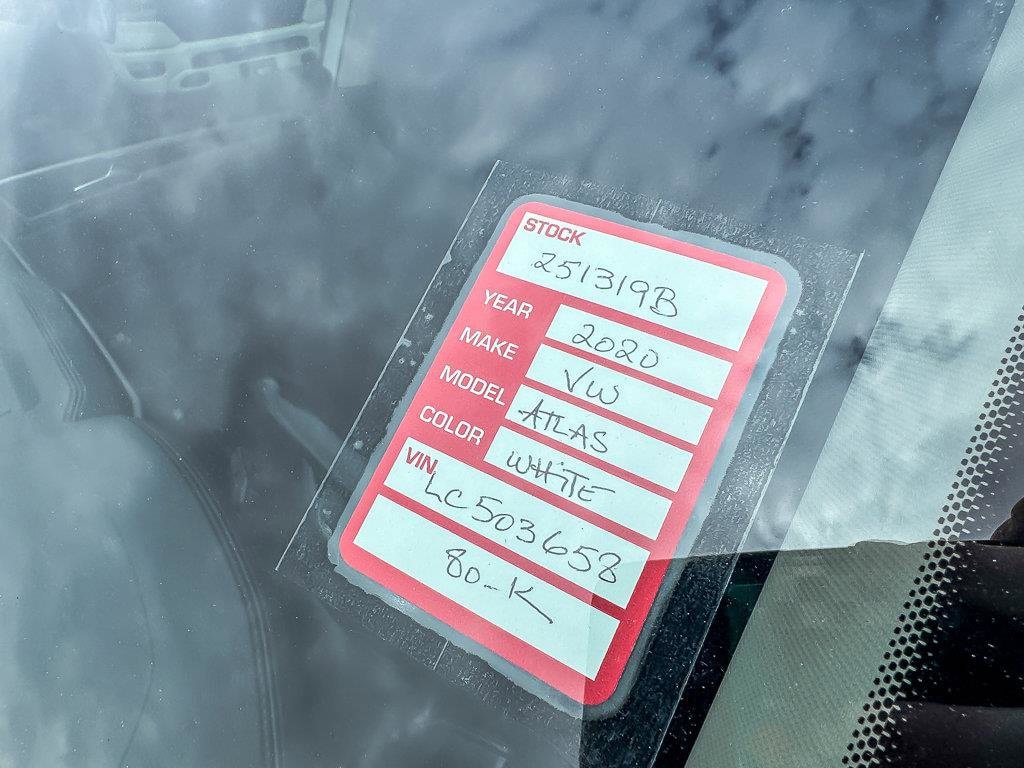 STOCK
251319B
YEAR 2020
MAKE VW
MODEL ATLAS
COLOR WHITE
VIN LC503658
80-K